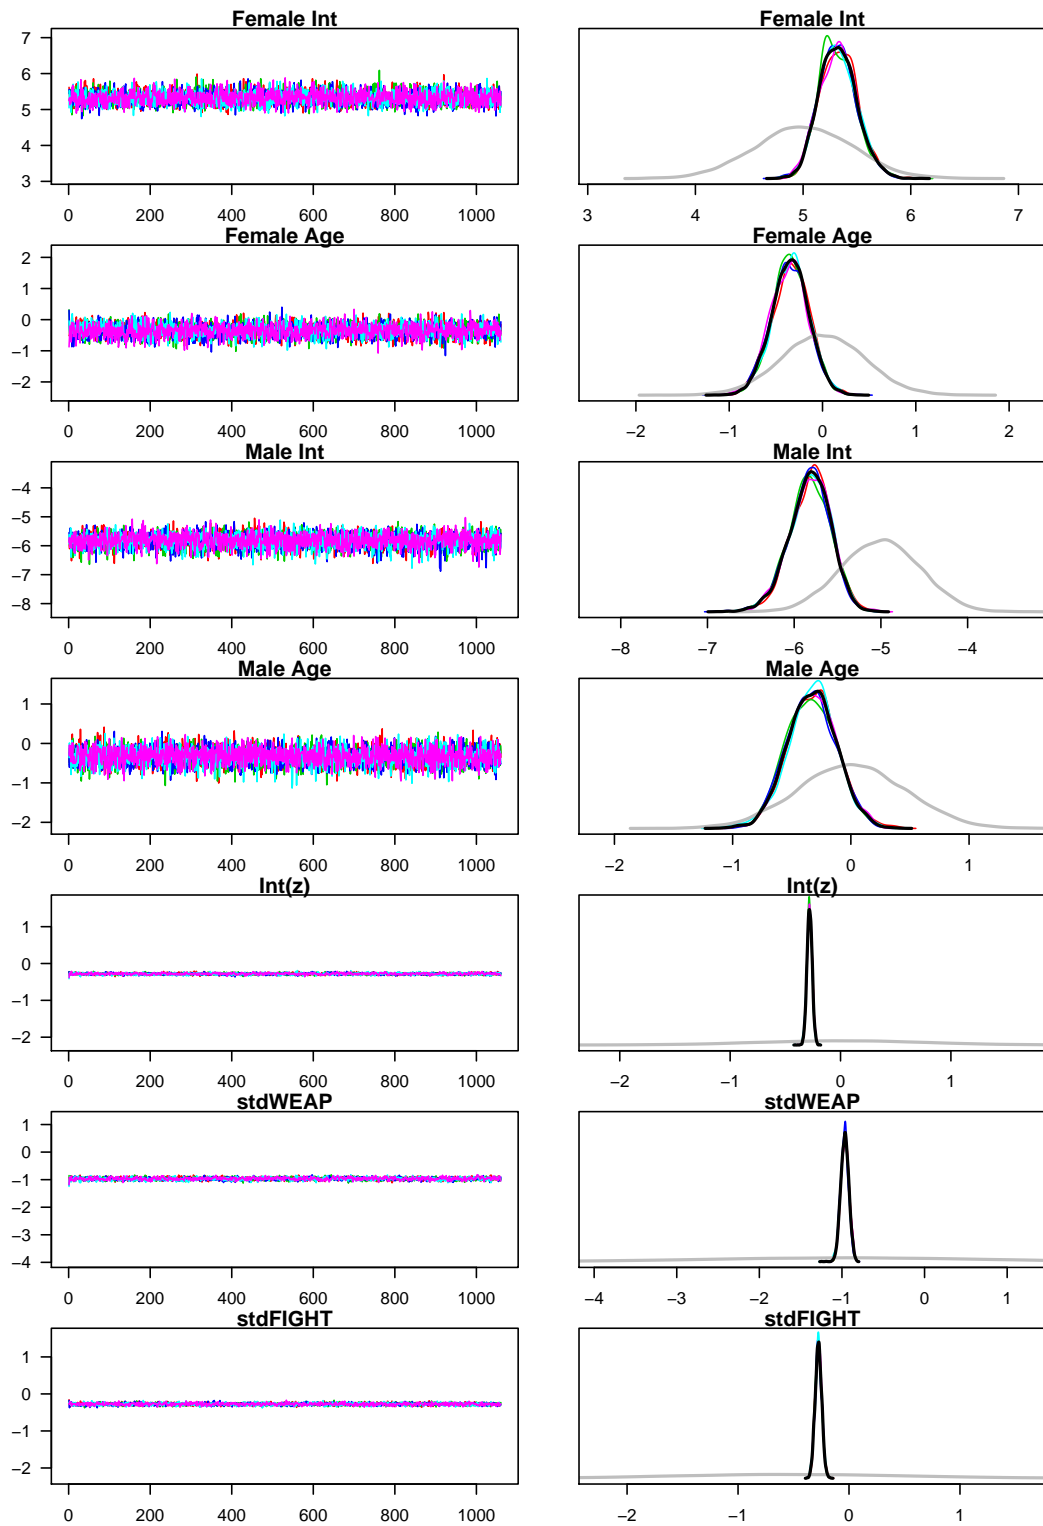 Female Int Female Int
7
6
5
4
3
0 200 400 600 800 1000 3 4 5 6 7
Female Age Female Age
2
1
0
−1
−2
0 200 400 600 800 1000 −2 −1 0 1 2
Male Int Male Int
−4
−5
−6
−7
−8
0 200 400 600 800 1000 −8 −7 −6 −5 −4
Male Age Male Age
1
0
−1
−2
0 200 400 600 800 1000 −2 −1 0 1
Int(z) Int(z)
1
0
−1
−2
0 200 400 600 800 1000 −2 −1 0 1
stdWEAP stdWEAP
1
0
−1
−2
−3
−4
0 200 400 600 800 1000 −4 −3 −2 −1 0 1
stdFIGHT stdFIGHT
1
0
−1
−2
0 200 400 600 800 1000 −2 −1 0 1